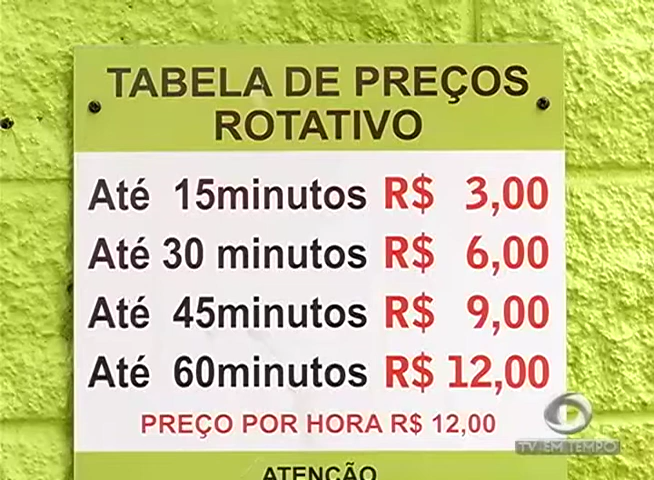 TABELA DE PREÇOS
ROTATIVO
Até 15minutos R$ 3,00
Até 30 minutos R$ 6,00
Até 45minutos R$ 9,00
Até 60minutos R$ 12,00
PREÇO POR HORA R$ 12,00
ATENÇÃO
TV EM TEMPO